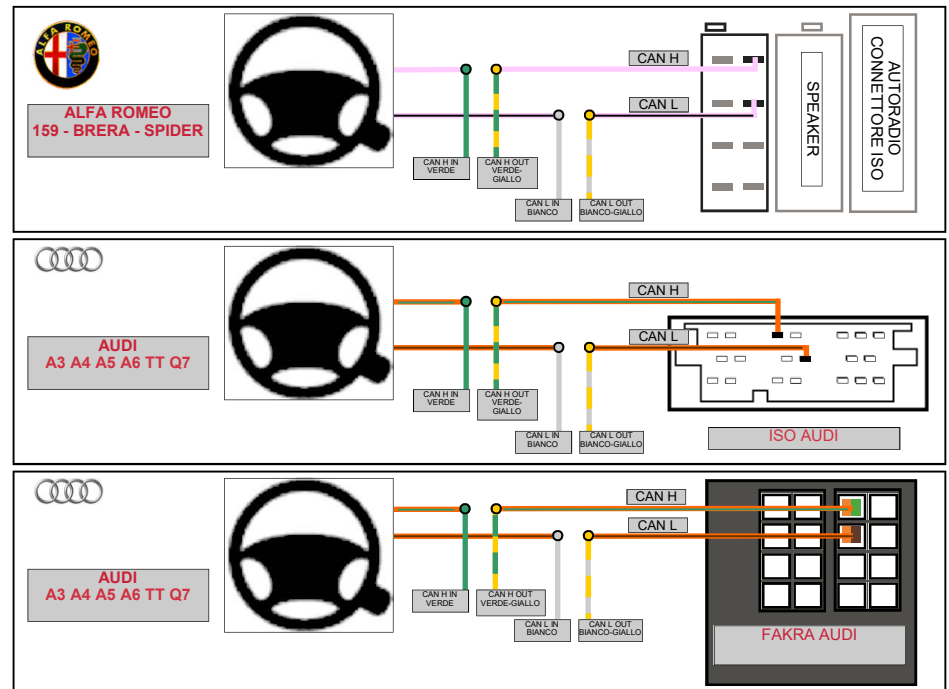 ALFA ROMEO
ALFA ROMEO
159 - BRERA - SPIDER
CAN H
CAN L
CAN H IN
VERDE
CAN H OUT
VERDE-
GIALLO
CAN L IN
BIANCO
CAN L OUT
BIANCO-GIALLO
SPEAKER
AUTORADIO
CONNETTORE ISO
AUDI
A3 A4 A5 A6 TT Q7
CAN H
CAN L
CAN H IN
VERDE
CAN H OUT
VERDE-
GIALLO
CAN L IN
BIANCO
CAN L OUT
BIANCO-GIALLO
ISO AUDI
AUDI
A3 A4 A5 A6 TT Q7
CAN H
CAN L
CAN H IN
VERDE
CAN H OUT
VERDE-GIALLO
CAN L IN
BIANCO
CAN L OUT
BIANCO-GIALLO
FAKRA AUDI